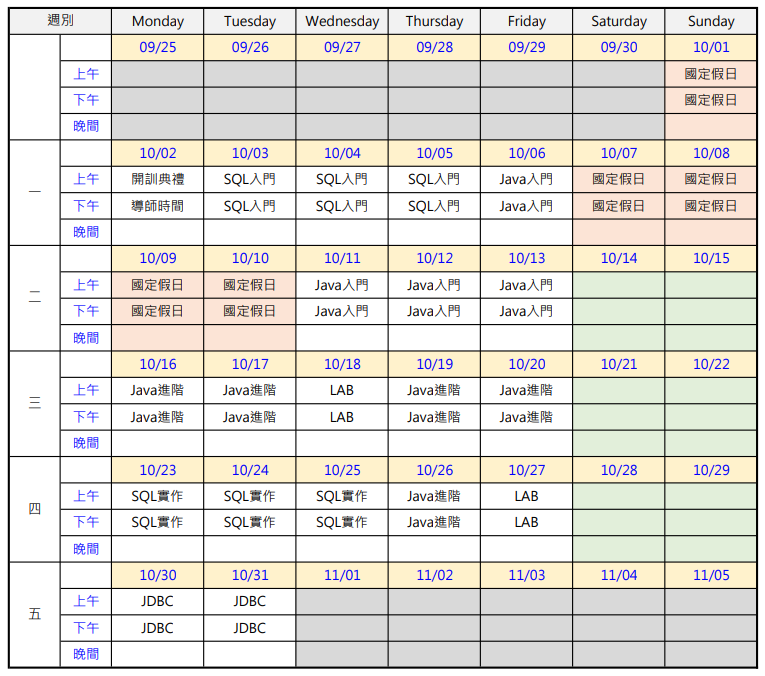 週別 Monday Tuesday Wednesday Thursday Friday Saturday Sunday
09/25 09/26 09/27 09/28 09/29 09/30 10/01
上午 國定假日
下午 國定假日
晚間
10/02 10/03 10/04 10/05 10/06 10/07 10/08
上午 開訓典禮 SQL入門 SQL入門 SQL入門 Java入門 國定假日 國定假日
一
下午 導師時間 SQL入門 SQL入門 SQL入門 Java入門 國定假日 國定假日
晚間
10/09 10/10 10/11 10/12 10/13 10/14 10/15
上午 國定假日 國定假日 Java入門 Java入門 Java入門
二
下午 國定假日 國定假日 Java入門 Java入門 Java入門
晚間
10/16 10/17 10/18 10/19 10/20 10/21 10/22
上午 Java進階 Java進階 LAB Java進階 Java進階
三
下午 Java進階 Java進階 LAB Java進階 Java進階
晚間
10/23 10/24 10/25 10/26 10/27 10/28 10/29
上午 SQL實作 SQL實作 SQL實作 Java進階 LAB
四
下午 SQL實作 SQL實作 SQL實作 Java進階 LAB
晚間
10/30 10/31 11/01 11/02 11/03 11/04 11/05
上午 JDBC JDBC
五
下午 JDBC JDBC
晚間